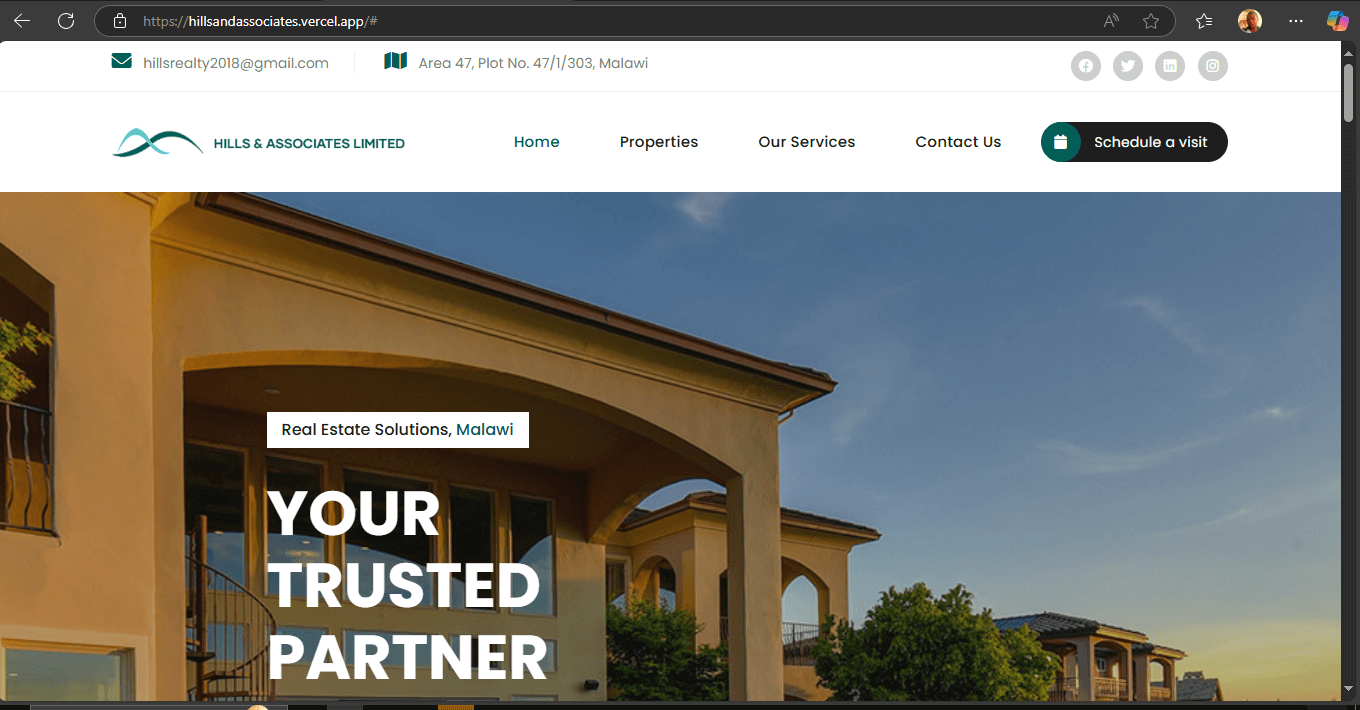 https://hillsandassociates.vercel.app/#
hillsrealty2018@gmail.com
Area 47, Plot No. 47/1/303, Malawi
HILLS & ASSOCIATES LIMITED
Home
Properties
Our Services
Contact Us
Schedule a visit
Real Estate Solutions, Malawi
YOUR
TRUSTED
PARTNER